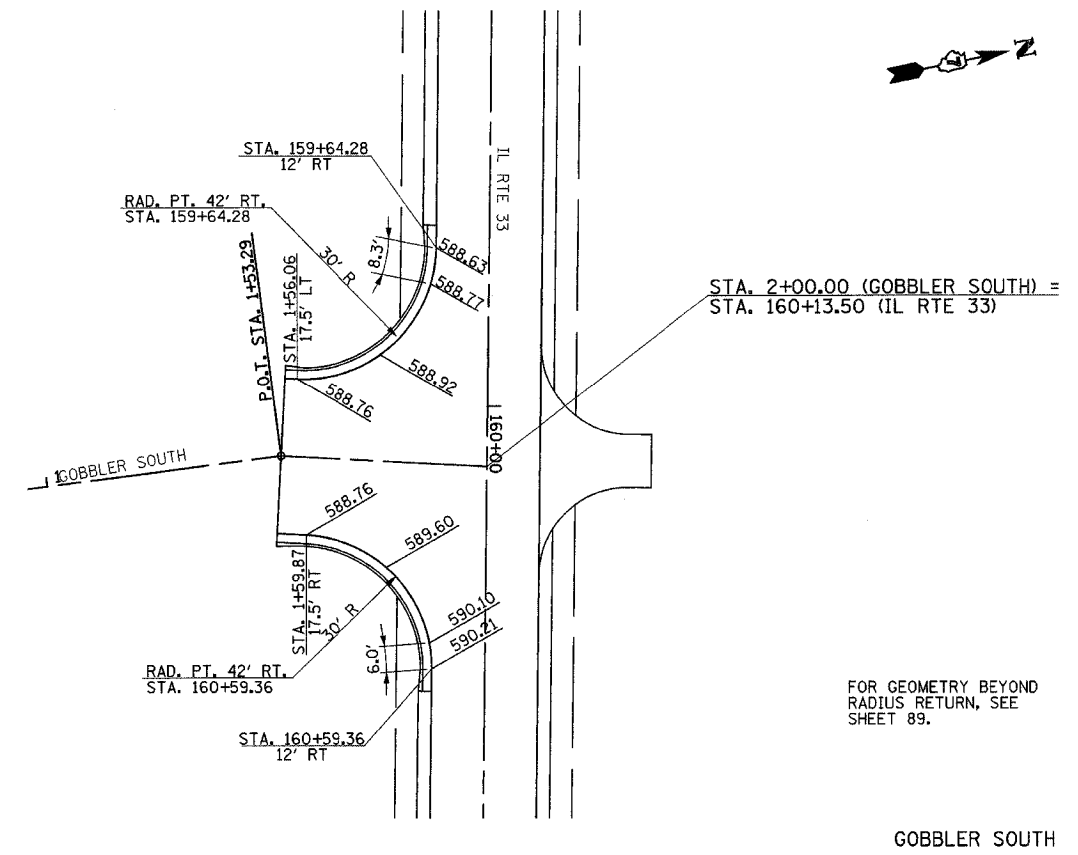 N
STA. 159+64.28
12' RT
IL RTE 33
RAD. PT. 42' RT.
STA. 159+64.28
P.O.T. STA. 1+53.29
STA. 1+56.06
17.5' LT
30' R
8.3'
588.63
588.77
588.92
588.76
STA. 2+00.00 (GOBBLER SOUTH) =
STA. 160+13.50 (IL RTE 33)
160+00
1
GOBBLER SOUTH
588.76
589.60
590.10
590.21
STA. 1+59.87
17.5' RT
30' R
6.0'
RAD. PT. 42' RT.
STA. 160+59.36
STA. 160+59.36
12' RT
FOR GEOMETRY BEYOND
RADIUS RETURN, SEE
SHEET 89.
GOBBLER SOUTH